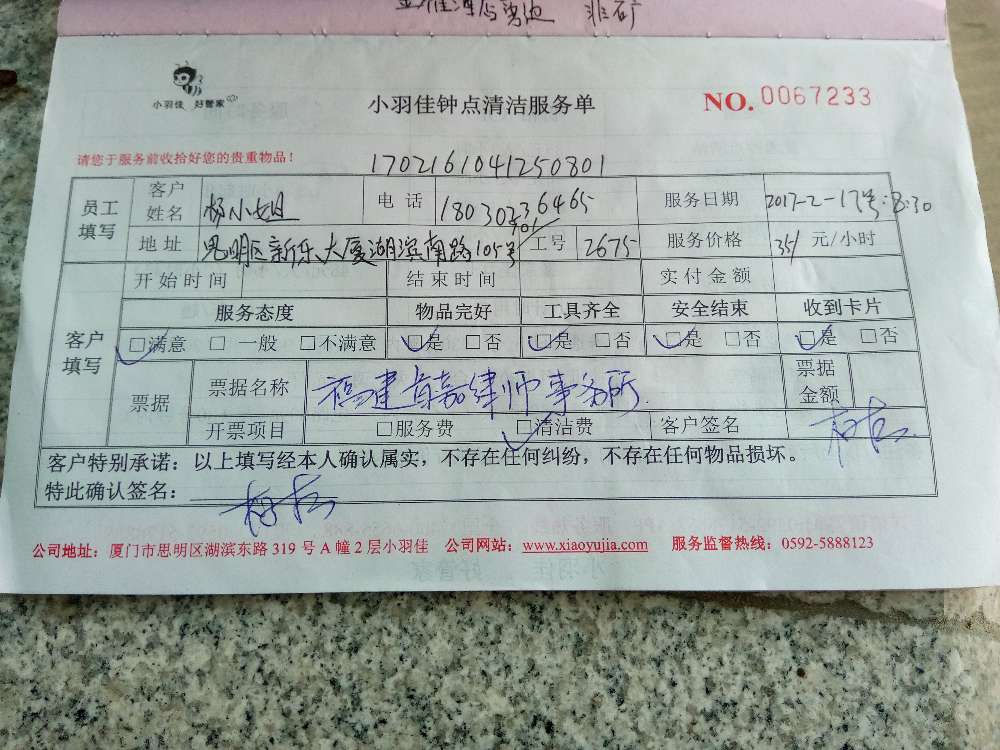 小羽佳 好管家
小羽佳钟点清洁服务单
NO. 0067233
请您于服务前收拾好您的贵重物品!
1702161041250801
员工填写 客户姓名 杨小姐 电话 18030236465 服务日期 2017-2-17号:8:30
地址 思明区新乐大厦湖滨南路105号 701 工号 2675 服务价格 35/ 元/小时
客户填写 开始时间 结束时间 实付金额
服务态度 物品完好 工具齐全 安全结束 收到卡片
□满意 □一般 □不满意 □是 □否 □是 □否 □是 □否 □是 □否
票据 票据名称 福建首嘉律师事务所 票据金额
开票项目 □服务费 □清洁费 客户签名
客户特别承诺:以上填写经本人确认属实,不存在任何纠纷,不存在任何物品损坏。
特此确认签名:
公司地址:厦门市思明区湖滨东路 319 号 A 幢 2 层小羽佳 公司网站:www.xiaoyujia.com 服务监督热线:0592-5888123